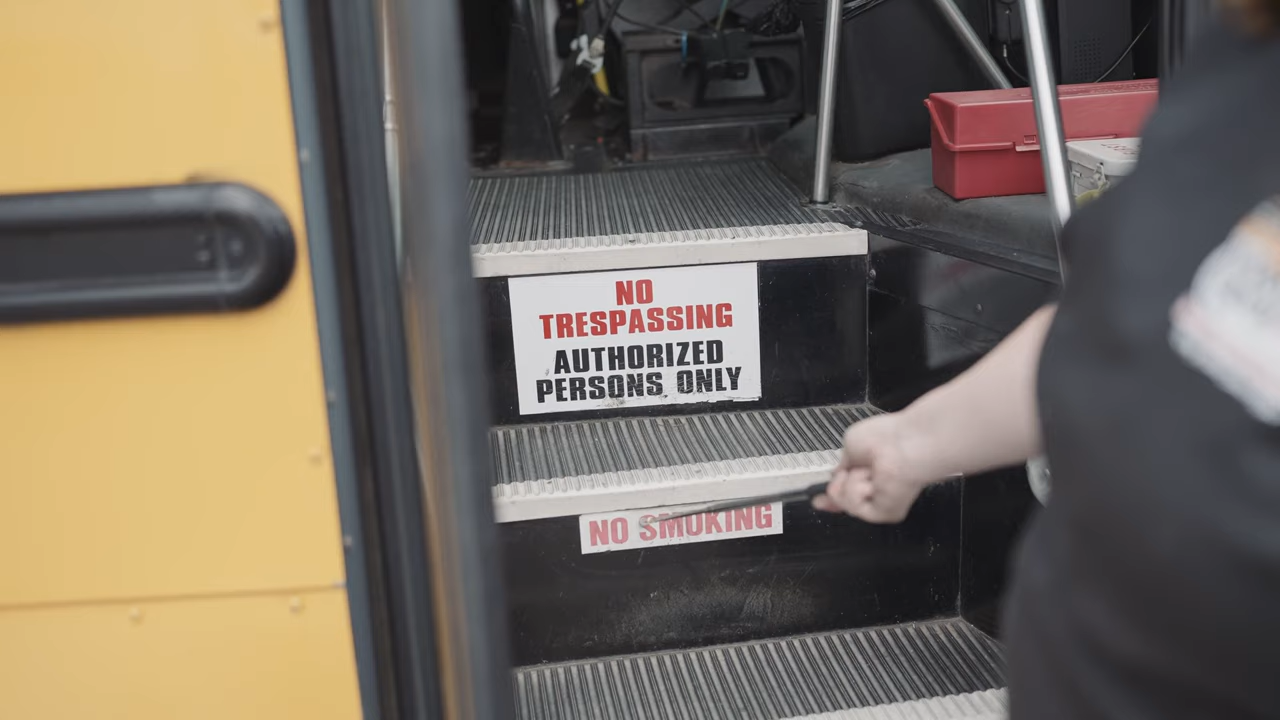 NO
TRESPASSING
AUTHORIZED
PERSONS ONLY
NO SMOKING